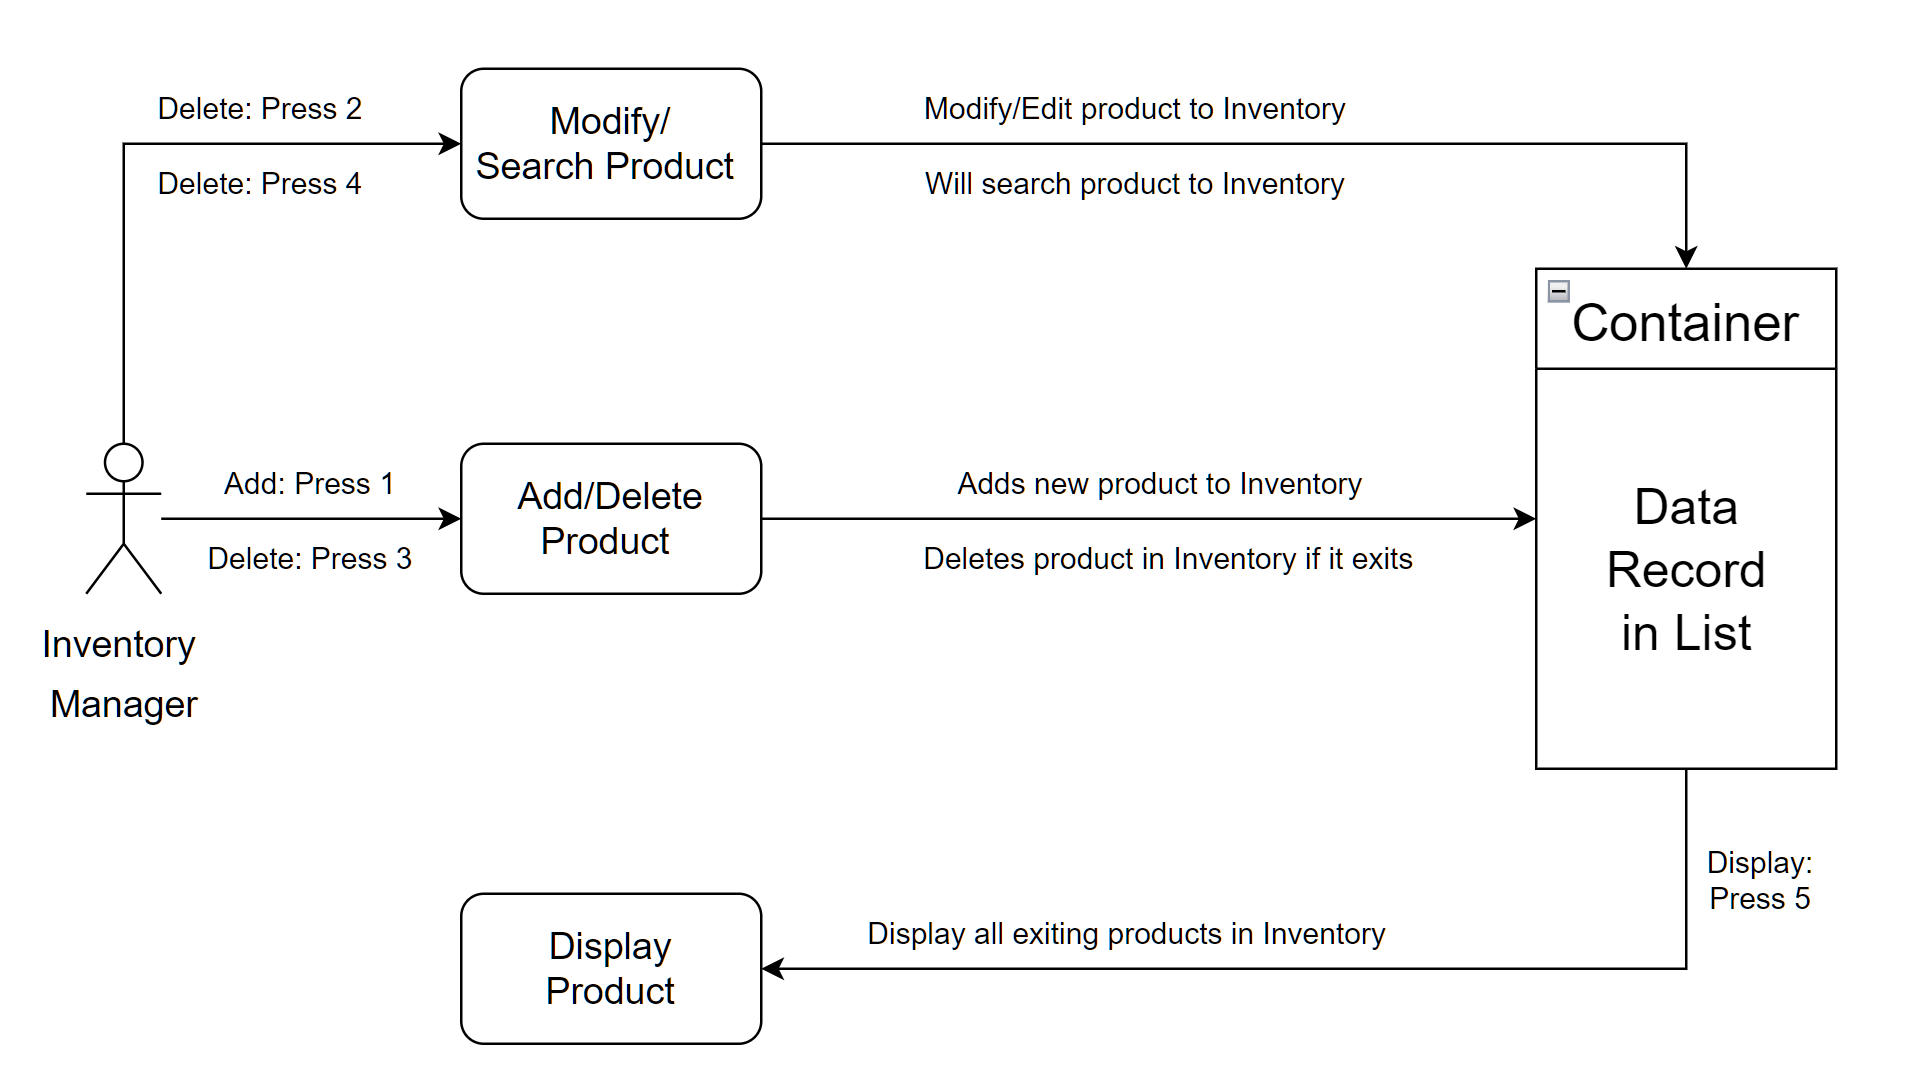 Delete: Press 2
Delete: Press 4
Modify/
Search Product
Modify/Edit product to Inventory
Will search product to Inventory
Container
Data
Record
in List
Inventory
Manager
Add: Press 1
Delete: Press 3
Add/Delete
Product
Adds new product to Inventory
Deletes product in Inventory if it exits
Display:
Press 5
Display all exiting products in Inventory
Display
Product